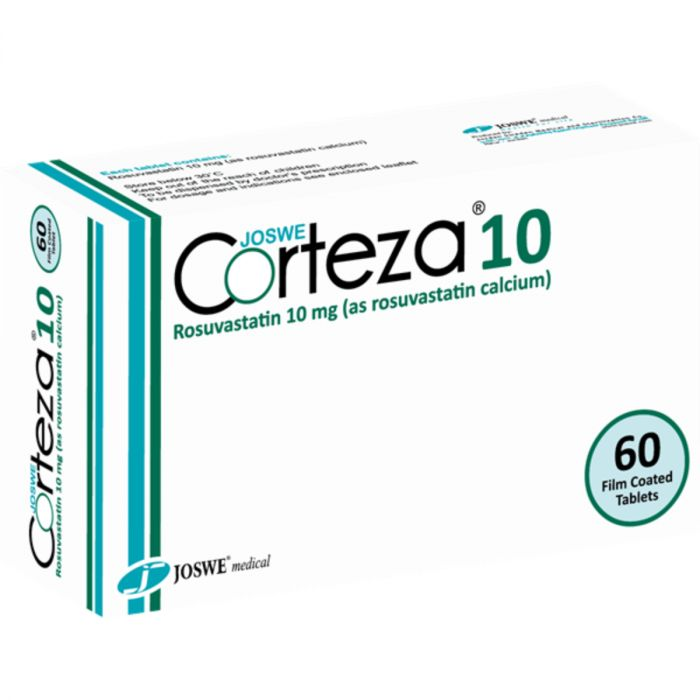 Each tablet contains:
Rosuvastatin 10 mg (as rosuvastatin calcium)
Store below 30°C
Keep out of the reach of children
To be dispensed by doctor's prescription
For dosage and indications see enclosed leaflet
JOSWE medical
JOSWE
Corteza® 10
Rosuvastatin 10 mg (as rosuvastatin calcium)
60
Film Coated
Tablets
JOSWE® medical
60
Film Coated
Tablets
JOSWE
Corteza® 10
Rosuvastatin 10 mg (as rosuvastatin calcium)